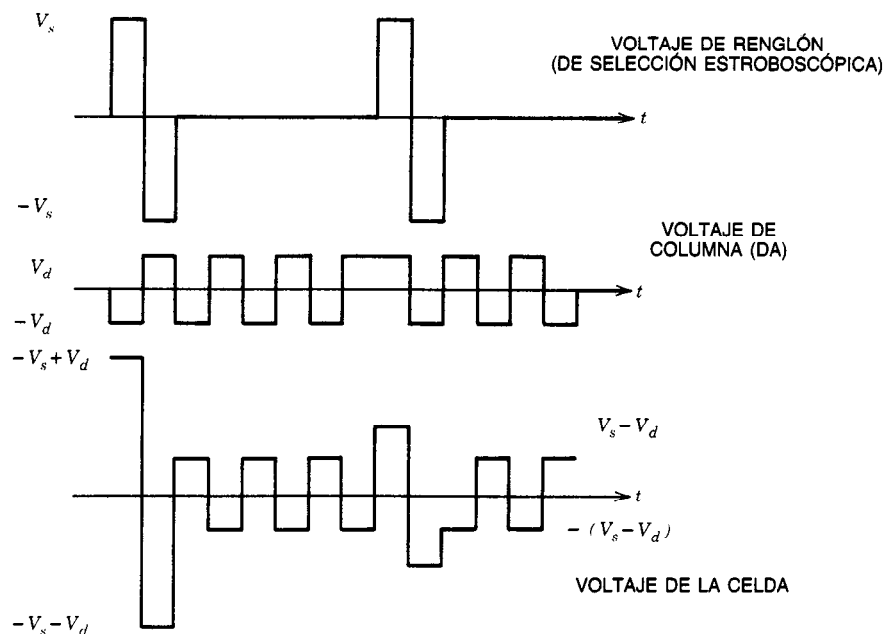 V_s
VOLTAJE DE RENGLÓN
(DE SELECCIÓN ESTROBOSCÓPICA)
t
-V_s
VOLTAJE DE
COLUMNA (DA)
V_d
t
-V_d
-V_s+V_d
V_s-V_d
t
-(V_s-V_d)
VOLTAJE DE LA CELDA
-V_s-V_d